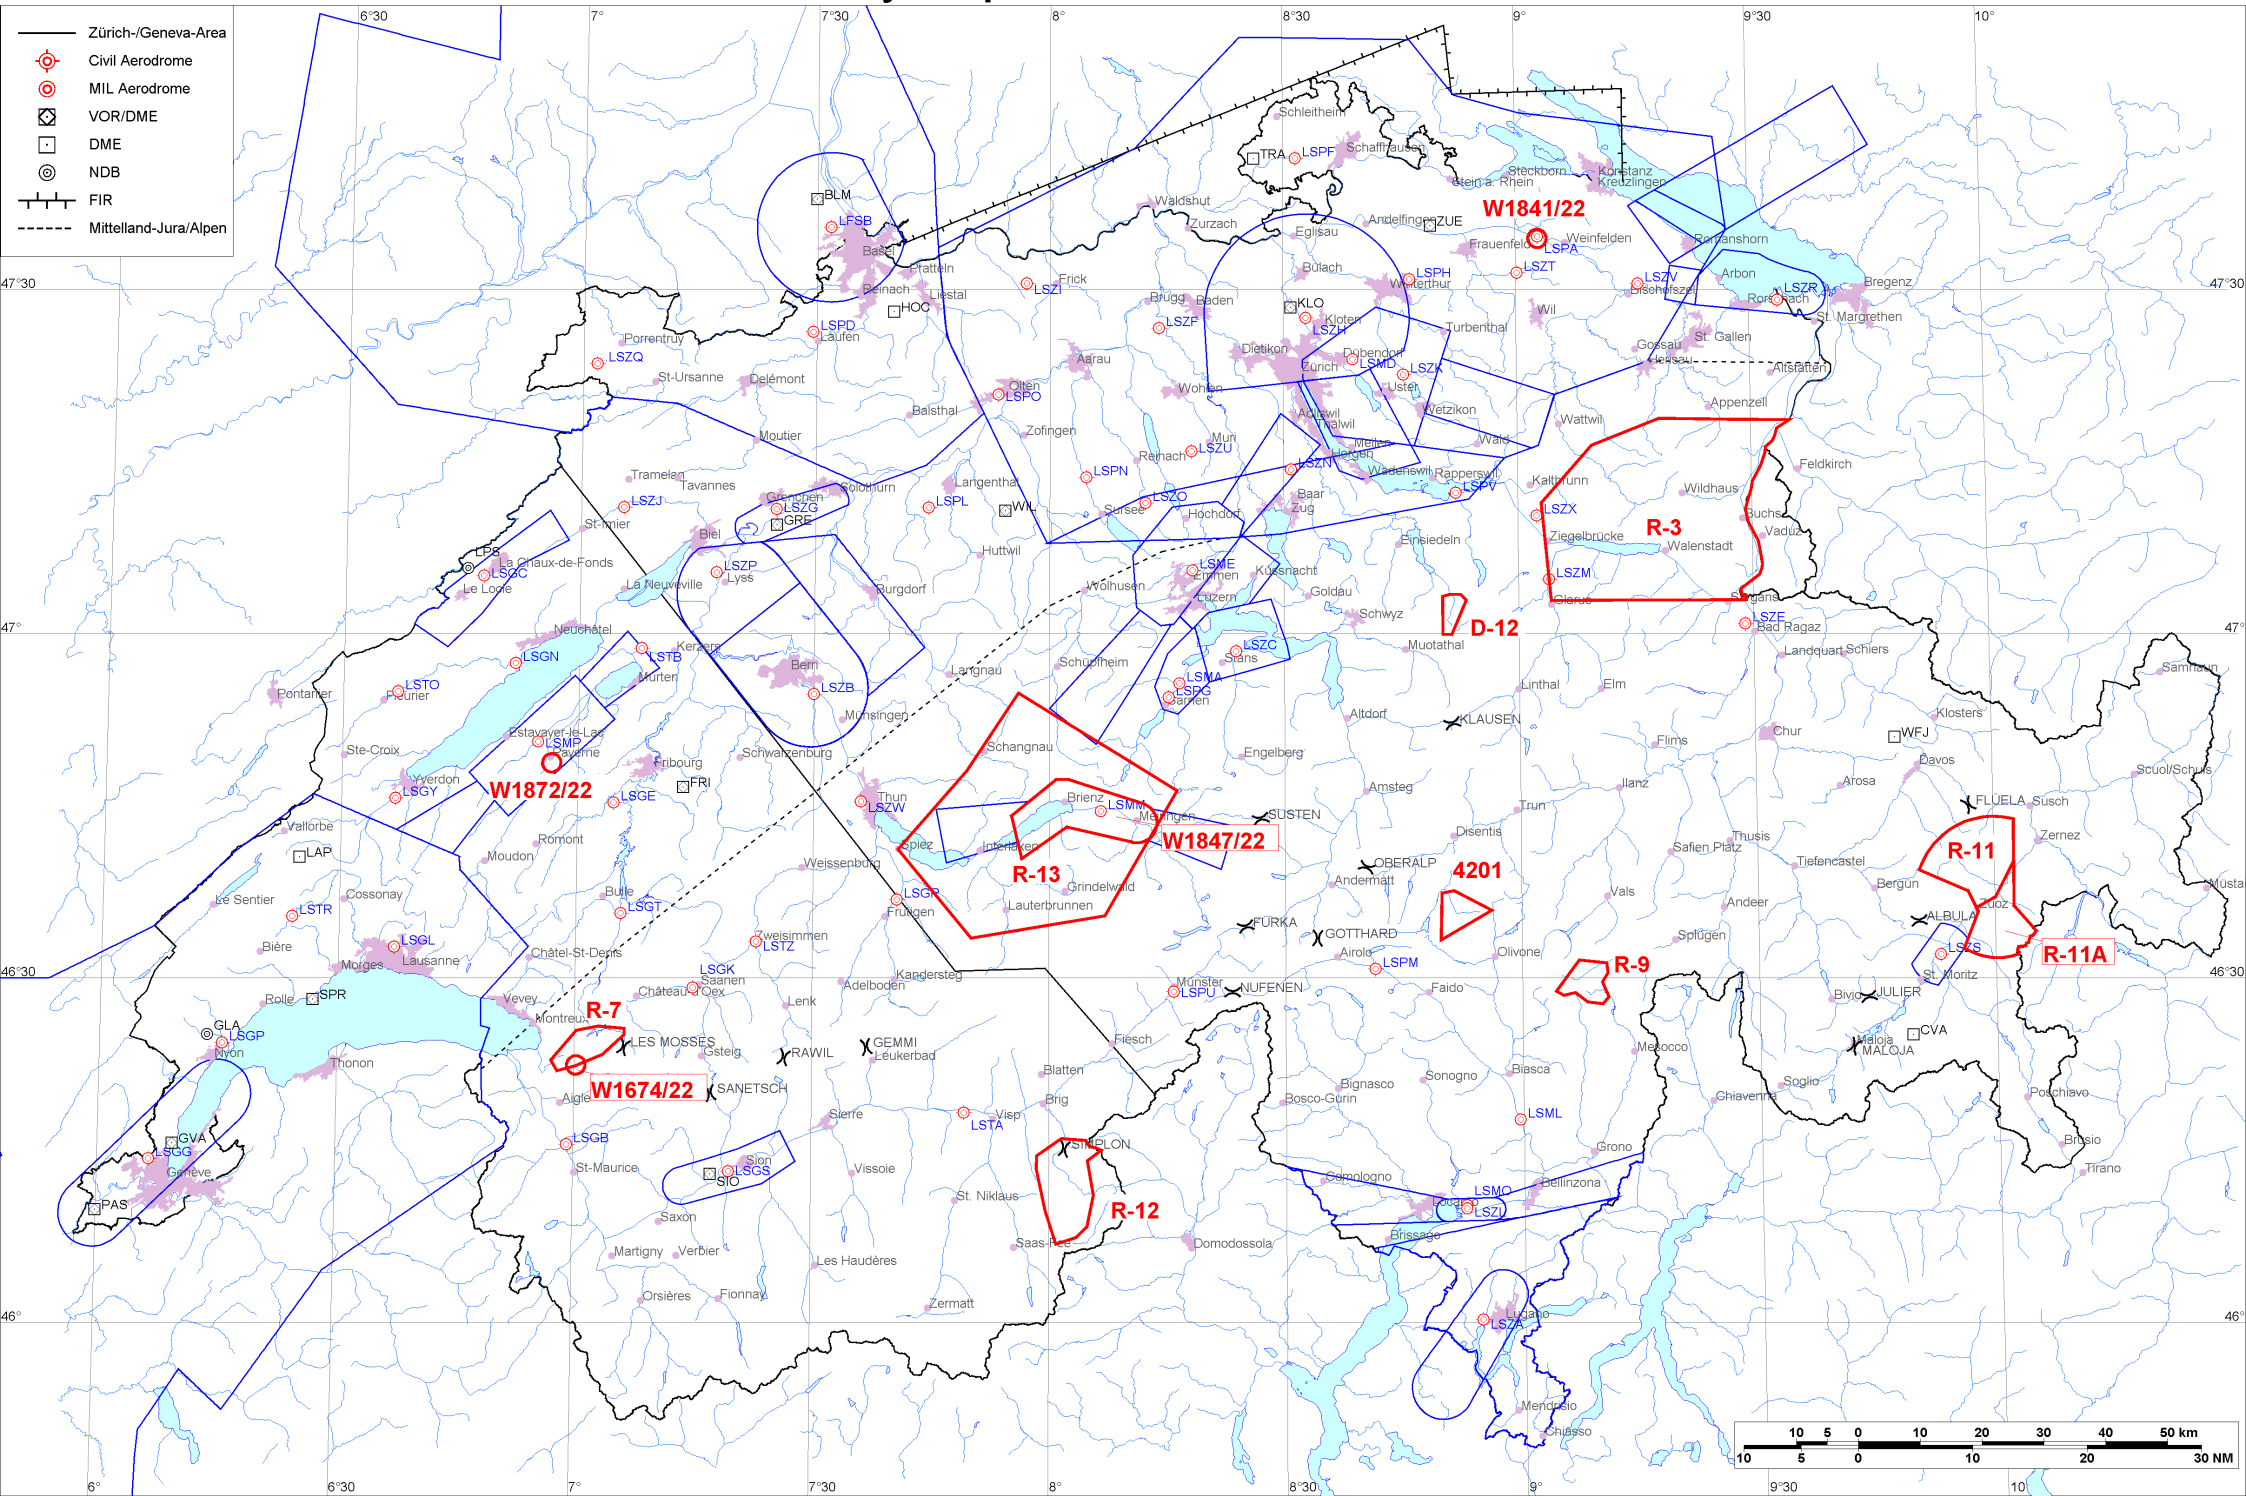 Zürich-/Geneva-Area
Civil Aerodrome
MIL Aerodrome
VOR/DME
DME
NDB
FIR
Mittelland-Jura/Alpen
6°30
7°
7°30
8°
8°30
9°
9°30
10°
Schleitheim
TRA
LSPF
Schaffhausen
Steckborn
Stein a. Rhein
Konstanz
Kreuzlingen
BLM
LFSB
Basel
Waldshut
Zurzach
Eglisau
Andelfingen
ZUE
W1841/22
LSPA
Weinfelden
Frauenfeld
Romanshorn
Pratteln
Reinach
Liestal
HOC
LSZI
Frick
Bülach
LSPH
Winterthur
LSZT
LSZV
Bischofszell
Arbon
LSZR
Rorschach
Bregenz
47°30
47°30
LSPD
Laufen
Porrentruy
LSZQ
Brugg
Baden
LSZF
KLO
Kloten
LSZH
Turbenthal
Wil
St. Margrethen
St. Gallen
Gossau
Herisau
Altstätten
Dietikon
Zürich
Dübendorf
LSMD
LSZK
Uster
St-Ursanne
Delémont
Aarau
Olten
LSPO
Wohlen
Balsthal
Adliswil
Thalwil
Wetzikon
Appenzell
Wattwil
Moutier
Zofingen
Muri
LSZU
Meilen
Wald
Reinach
Horgen
LSZN
Wädenswil
Rapperswil
LSPV
Kaltbrunn
Feldkirch
Tramelan
Tavannes
LSPN
Langenthal
Grenchen
Solothurn
LSZG
GRE
LSZJ
LSPL
WIL
LSZO
Sursee
Hochdorf
Baar
Zug
LSZX
Wildhaus
R-3
Buchs
Vaduz
St-Imier
Biel
Huttwil
Einsiedeln
Ziegelbrücke
Walenstadt
LPS
La Chaux-de-Fonds
LSGC
Le Locle
La Neuveville
LSZP
Lyss
Burgdorf
Wolhusen
LSME
Emmen
Luzern
Küssnacht
Goldau
Schwyz
LSZM
Glarus
Sargans
LSZE
Bad Ragaz
D-12
47°
47°
Neuchâtel
Kerzers
LSTB
Murten
LSGN
LSTO
Fleurier
Pontarlier
Bern
LSZB
Münsingen
Langnau
Schüpfheim
LSZC
Stans
LSMA
LSPG
Sarnen
Muotathal
Landquart
Schiers
Samnaun
Linthal
Elm
Altdorf
KLAUSEN
Klosters
WFJ
Davos
Chur
Flims
Estavayer-le-Lac
LSMP
Payerne
W1872/22
Ste-Croix
Yverdon
LSGY
Schwarzenburg
Schangnau
Engelberg
Fribourg
FRI
LSGE
Thun
LSZW
Brienz
LSMM
Meiringen
SUSTEN
W1847/22
Amsteg
Trun
Ilanz
Arosa
Scuol/Schuls
FLÜELA
Susch
Zernez
Vallorbe
LAP
Romont
Moudon
Weissenburg
Spiez
Interlaken
R-13
Grindelwald
Lauterbrunnen
OBERALP
Andermatt
Disentis
4201
Safien Platz
Thusis
Tiefencastel
Bergün
R-11
Zuoz
ALBULA
Müstair
Le Sentier
Cossonay
LSTR
Bulle
LSGT
LSGR
Frutigen
FURKA
GOTTHARD
Airolo
Vals
Andeer
Splügen
Bière
LSGL
Lausanne
Morges
Châtel-St-Denis
Zweisimmen
LSTZ
LSGK
Saanen
Château-d'Oex
Adelboden
Kandersteg
Münster
LSPU
NUFENEN
LSPM
Faido
Olivone
R-9
LSZS
St. Moritz
R-11A
Bivio
JULIER
46°30
46°30
Rolle
SPR
Vevey
Montreux
GLA
LSGP
Nyon
Thonon
Lenk
R-7
LES MOSSES
Gsteig
RAWIL
GEMMI
Leukerbad
Fiesch
W1674/22
SANETSCH
Blatten
Brig
Mesocco
Maloja
MALOJA
CVA
Aigle
LSGB
Sierre
LSTA
Visp
Bignasco
Bosco-Gurin
Sonogno
Biasca
LSML
Soglio
Chiavenna
Poschiavo
Brusio
Tirano
GVA
LSGG
Genève
PAS
St-Maurice
Sion
LSGS
SIO
Vissoie
St. Niklaus
SIMPLON
R-12
Grono
Comologno
LSMO
Locarno
LSZL
Bellinzona
Brissago
Saxon
Martigny
Verbier
Les Haudères
Saas-Fee
Domodossola
Orsières
Fionnay
Zermatt
46°
46°
Lugano
LSZA
Mendrisio
Chiasso
10 5 0 10 20 30 40 50 km
10 5 0 10 20 30 NM
6°
6°30
7°
7°30
8°
8°30
9°
9°30
10°